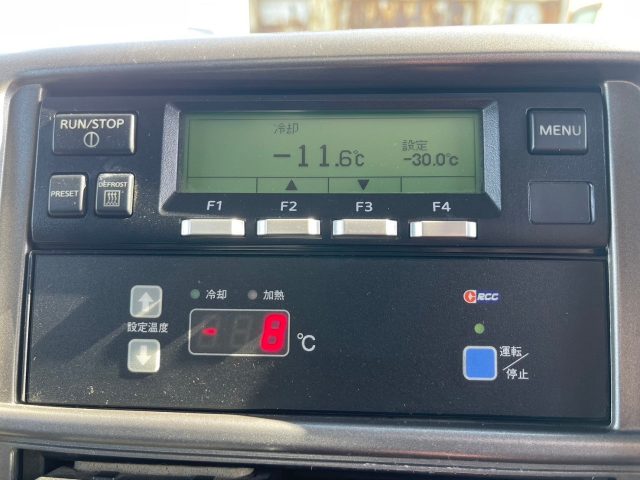 RUN/STOP
冷却
-11.6℃
設定
-30.0℃
MENU
PRESET
DEFROST
▲
▼
F1
F2
F3
F4
冷却
加熱
RCC
設定温度
- 8
℃
運転
/停止